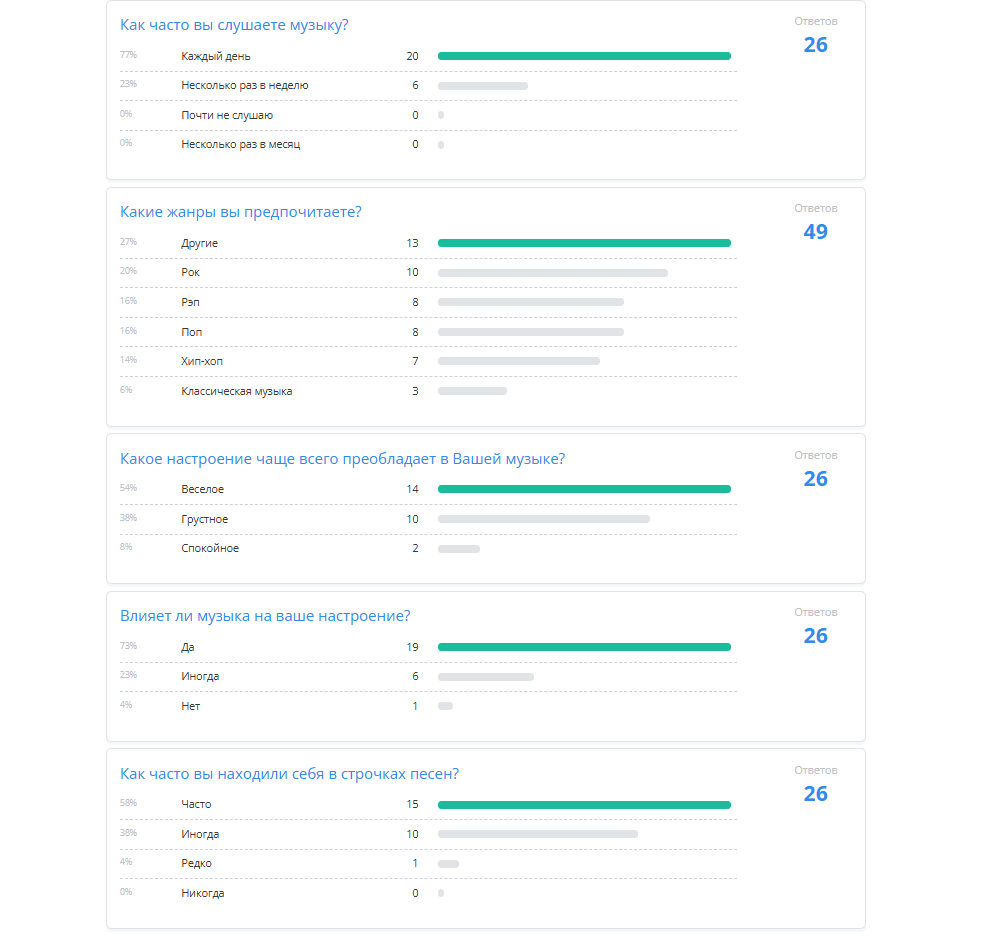 Как часто вы слушаете музыку?
Ответов
26
77% Каждый день 20
23% Несколько раз в неделю 6
0% Почти не слушаю 0
0% Несколько раз в месяц 0
Какие жанры вы предпочитаете?
Ответов
49
27% Другие 13
20% Рок 10
16% Рэп 8
16% Поп 8
14% Хип-хоп 7
6% Классическая музыка 3
Какое настроение чаще всего преобладает в Вашей музыке?
Ответов
26
54% Веселое 14
38% Грустное 10
8% Спокойное 2
Влияет ли музыка на ваше настроение?
Ответов
26
73% Да 19
23% Иногда 6
4% Нет 1
Как часто вы находили себя в строчках песен?
Ответов
26
58% Часто 15
38% Иногда 10
4% Редко 1
0% Никогда 0